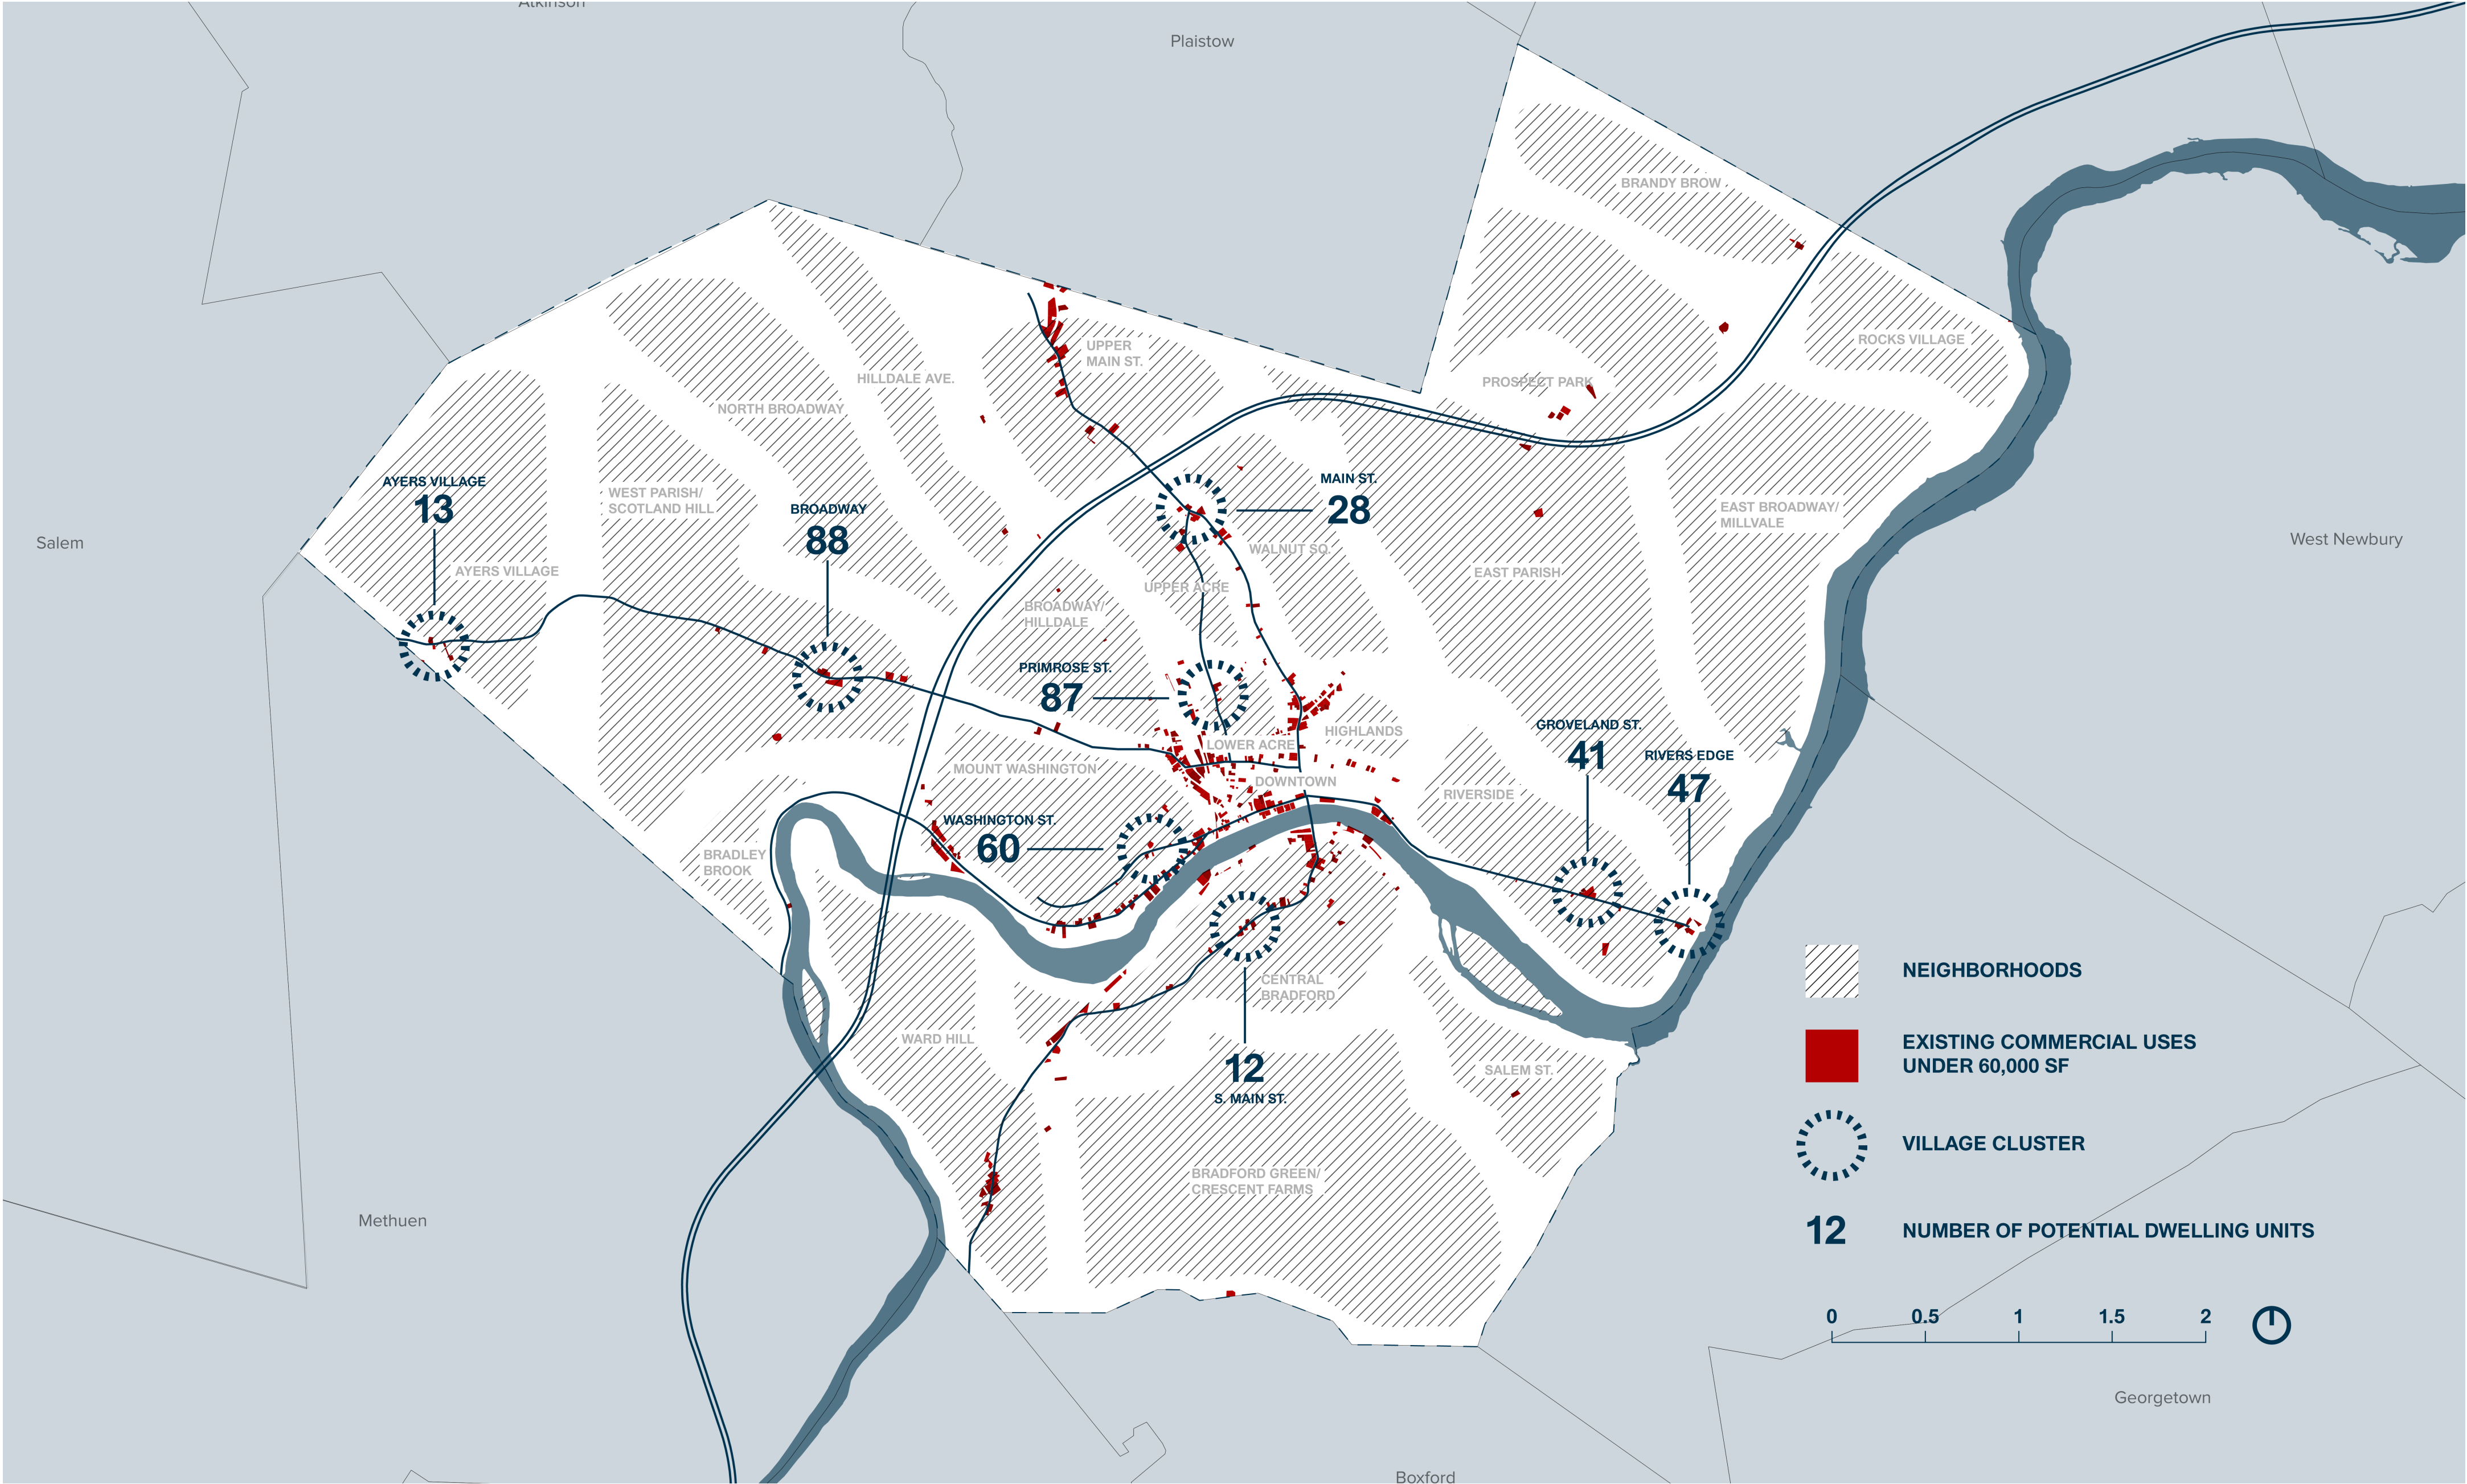 Atkinson
Plaistow
BRANDY BROW
ROCKS VILLAGE
UPPER
MAIN ST.
HILLDALE AVE.
PROSPECT PARK
NORTH BROADWAY
AYERS VILLAGE
13
WEST PARISH/
SCOTLAND HILL
BROADWAY
88
MAIN ST.
28
EAST BROADWAY/
MILLVALE
Salem
West Newbury
WALNUT SQ.
AYERS VILLAGE
EAST PARISH
UPPER ACRE
BROADWAY/
HILLDALE
PRIMROSE ST.
87
HIGHLANDS
GROVELAND ST.
41
LOWER ACRE
RIVERS EDGE
47
MOUNT WASHINGTON
DOWNTOWN
RIVERSIDE
WASHINGTON ST.
60
BRADLEY
BROOK
CENTRAL
BRADFORD
WARD HILL
12
S. MAIN ST.
SALEM ST.
BRADFORD GREEN/
CRESCENT FARMS
Methuen
NEIGHBORHOODS
EXISTING COMMERCIAL USES
UNDER 60,000 SF
VILLAGE CLUSTER
12 NUMBER OF POTENTIAL DWELLING UNITS
0 0.5 1 1.5 2
Georgetown
Boxford